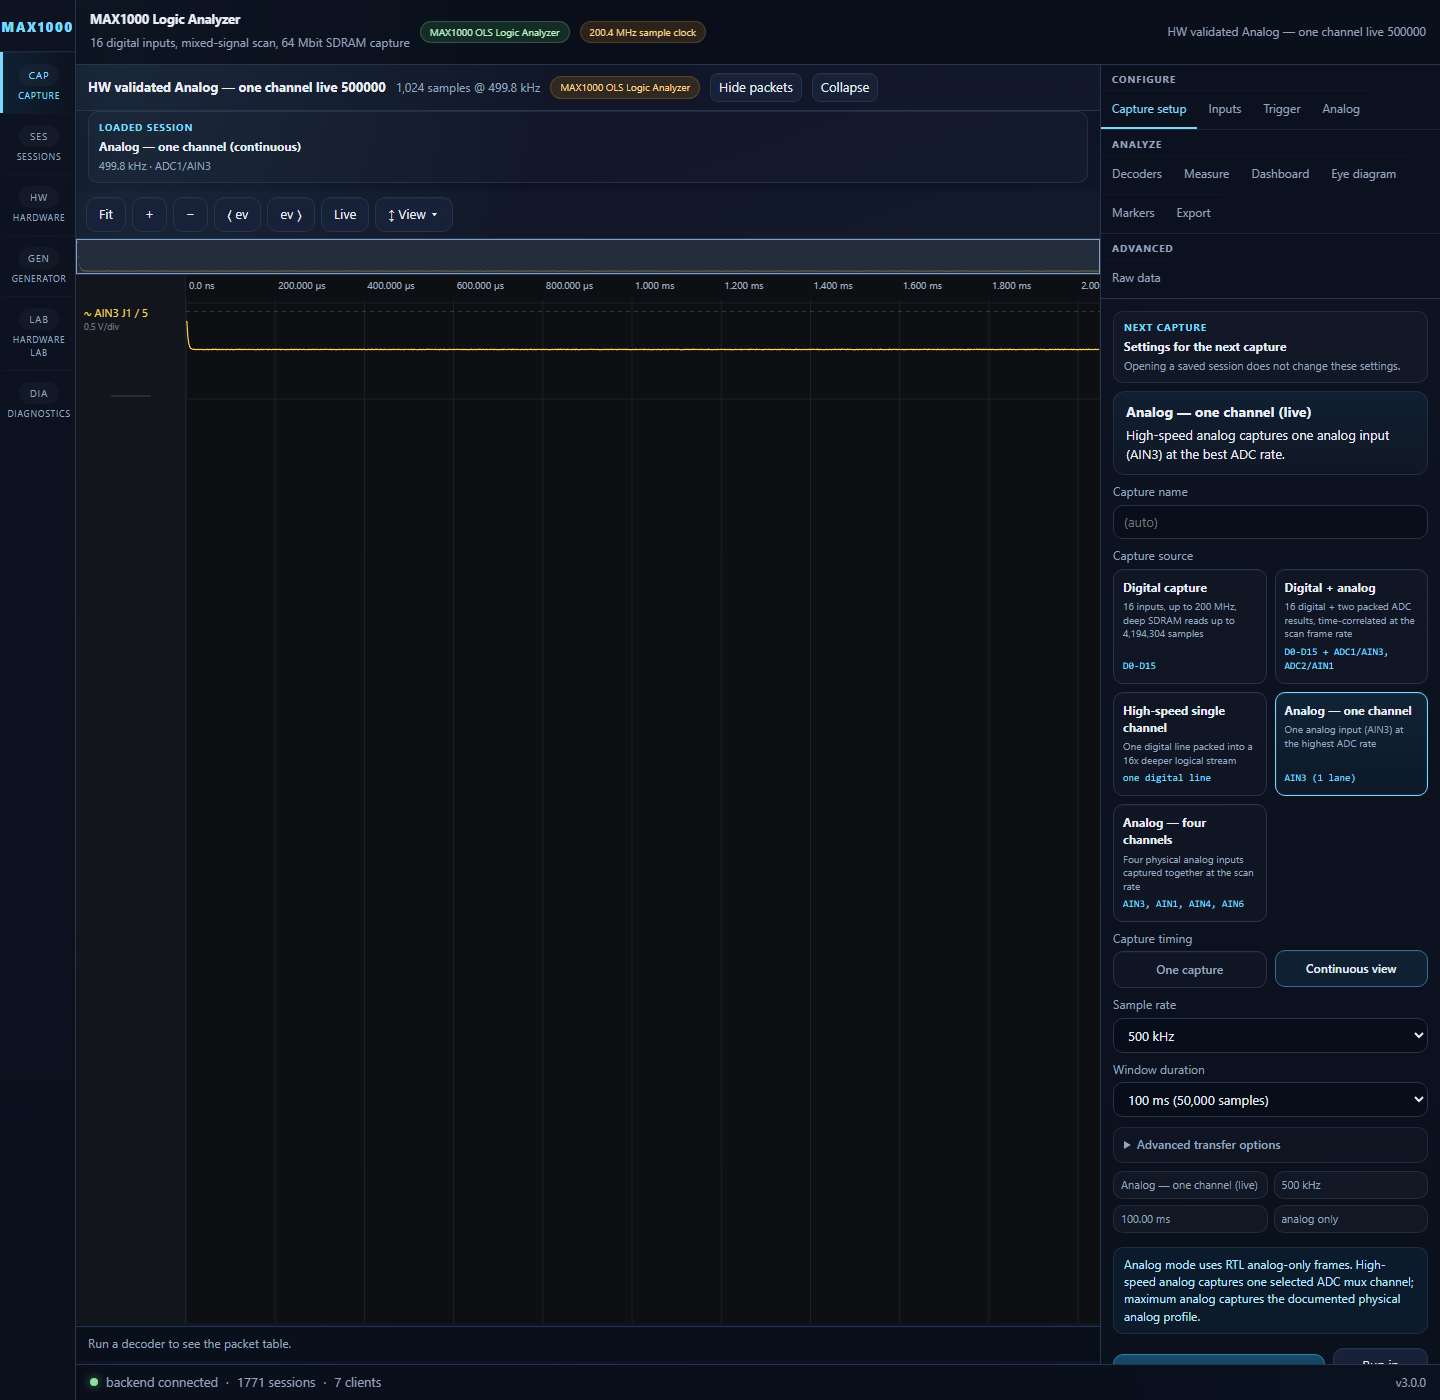 MAX1000
CAP
CAPTURE
SES
SESSIONS
HW
HARDWARE
GEN
GENERATOR
LAB
HARDWARE
LAB
DIA
DIAGNOSTICS
MAX1000 Logic Analyzer
16 digital inputs, mixed-signal scan, 64 Mbit SDRAM capture
MAX1000 OLS Logic Analyzer
200.4 MHz sample clock
HW validated Analog — one channel live 500000
HW validated Analog — one channel live 500000
1,024 samples @ 499.8 kHz
MAX1000 OLS Logic Analyzer
Hide packets
Collapse
LOADED SESSION
Analog — one channel (continuous)
499.8 kHz · ADC1/AIN3
Fit
+
−
⟨ ev
ev ⟩
Live
↕ View ▾
0.0 ns
200.000 µs
400.000 µs
600.000 µs
800.000 µs
1.000 ms
1.200 ms
1.400 ms
1.600 ms
1.800 ms
2.00
~ AIN3 J1 / 5
0.5 V/div
Run a decoder to see the packet table.
CONFIGURE
Capture setup
Inputs
Trigger
Analog
ANALYZE
Decoders
Measure
Dashboard
Eye diagram
Markers
Export
ADVANCED
Raw data
NEXT CAPTURE
Settings for the next capture
Opening a saved session does not change these settings.
Analog — one channel (live)
High-speed analog captures one analog input
(AIN3) at the best ADC rate.
Capture name
(auto)
Capture source
Digital capture
16 inputs, up to 200 MHz,
deep SDRAM reads up to
4,194,304 samples
D0-D15
Digital + analog
16 digital + two packed ADC
results, time-correlated at the
scan frame rate
D0-D15 + ADC1/AIN3,
ADC2/AIN1
High-speed single
channel
One digital line packed into a
16x deeper logical stream
one digital line
Analog — one channel
One analog input (AIN3) at
the highest ADC rate
AIN3 (1 lane)
Analog — four
channels
Four physical analog inputs
captured together at the scan
rate
AIN3, AIN1, AIN4, AIN6
Capture timing
One capture
Continuous view
Sample rate
500 kHz
Window duration
100 ms (50,000 samples)
▶ Advanced transfer options
Analog — one channel (live)
500 kHz
100.00 ms
analog only
Analog mode uses RTL analog-only frames. High-
speed analog captures one selected ADC mux channel;
maximum analog captures the documented physical
analog profile.
Run in
backend connected · 1771 sessions · 7 clients
v3.0.0